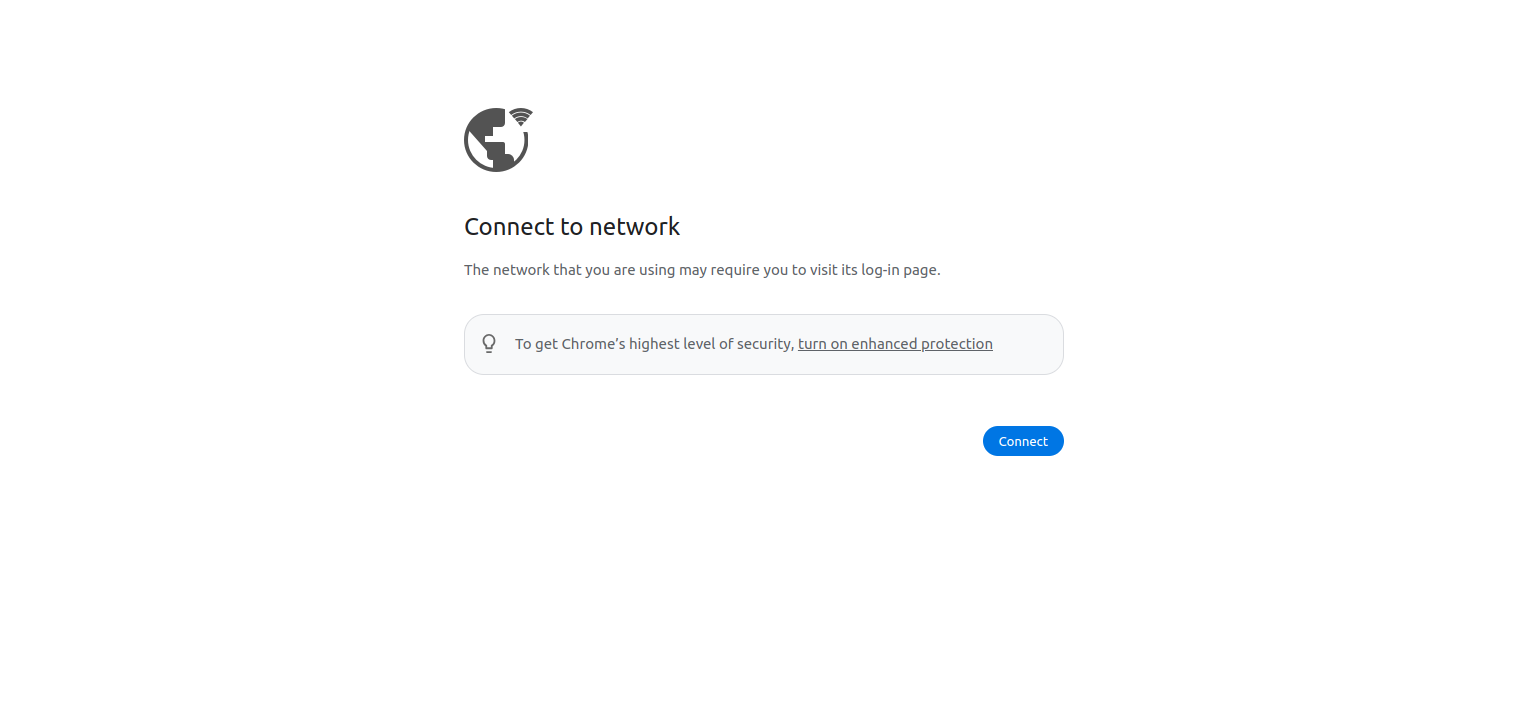 Connect to network
The network that you are using may require you to visit its log-in page.
To get Chrome’s highest level of security, turn on enhanced protection
Connect